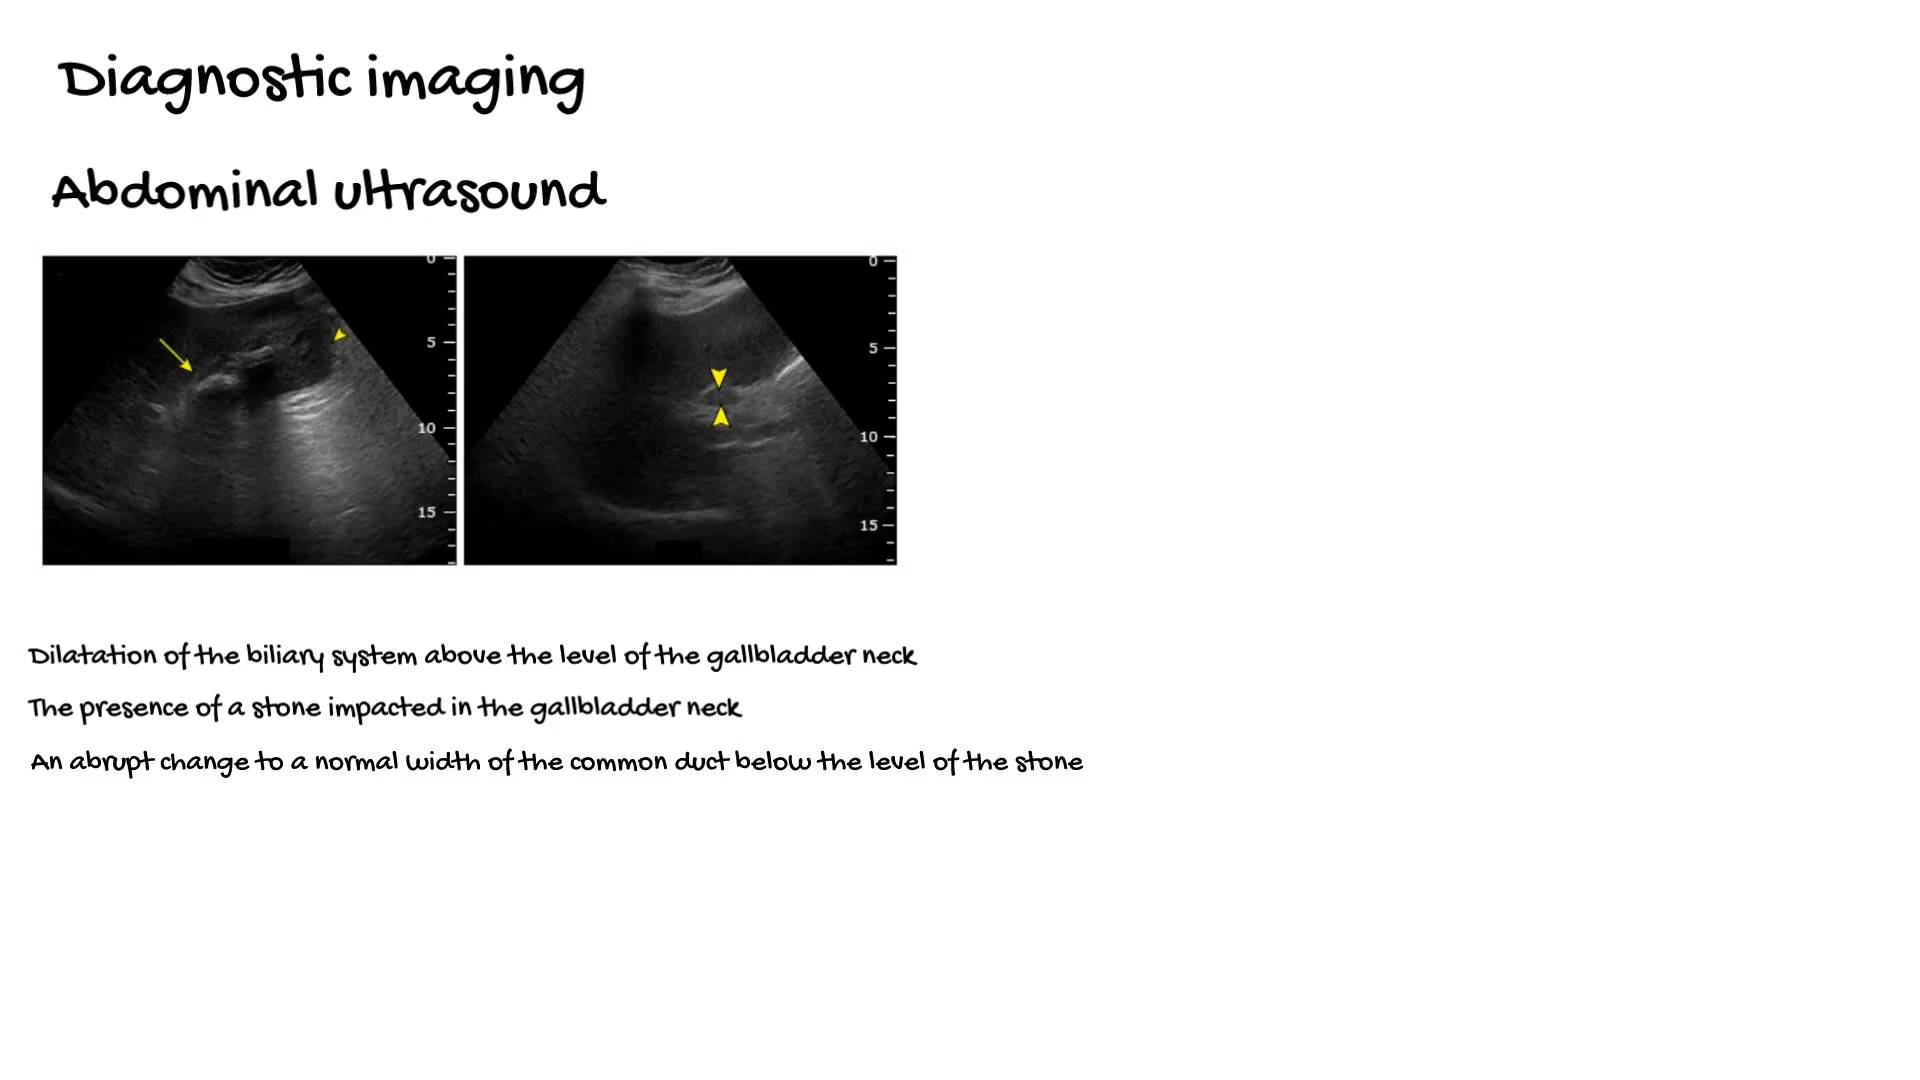 Diagnostic imaging
Abdominal ultrasound
0
5
10
15
0
5
10
15
Dilatation of the biliary system above the level of the gallbladder neck
The presence of a stone impacted in the gallbladder neck
An abrupt change to a normal width of the common duct below the level of the stone